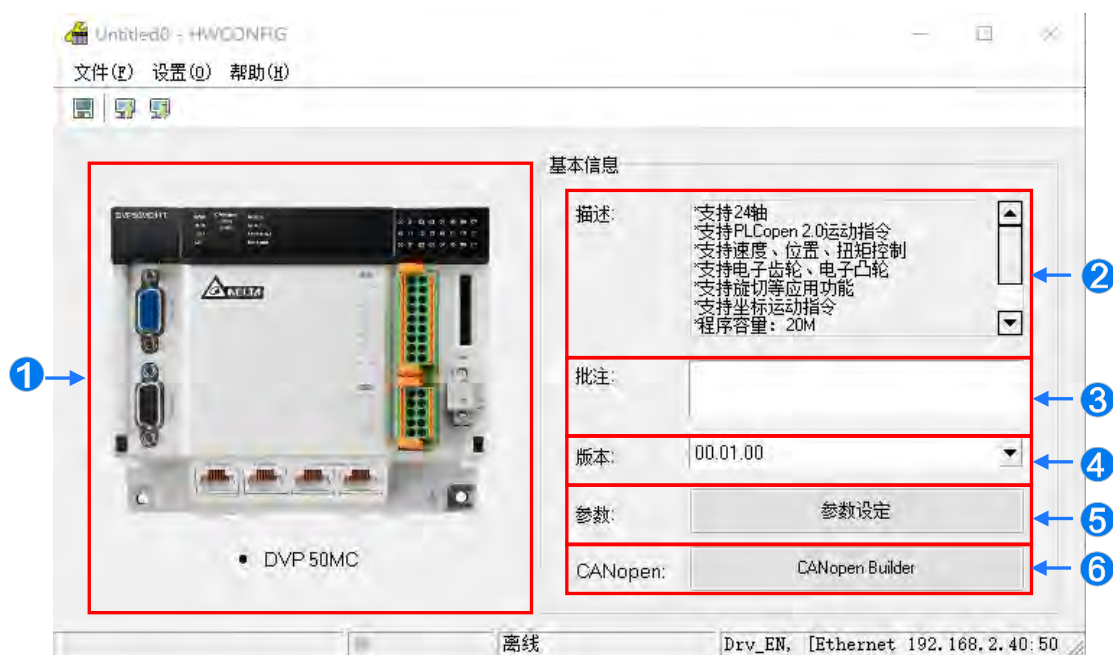 Untitled0 - HWCONFIG
文件(F) 设置(O) 帮助(H)
基本信息
描述:
*支持24轴
*支持PLCopen 2.0运动指令
*支持速度、位置、扭矩控制
*支持电子齿轮、电子凸轮
*支持旋切等应用功能
*支持坐标运动指令
*程序容量: 20M
批注:
版本:
00.01.00
参数:
参数设定
CANopen:
CANopen Builder
DELTA
• DVP 50MC
1
2
3
4
5
6
离线
Drv_EN, [Ethernet 192.168.2.40:50